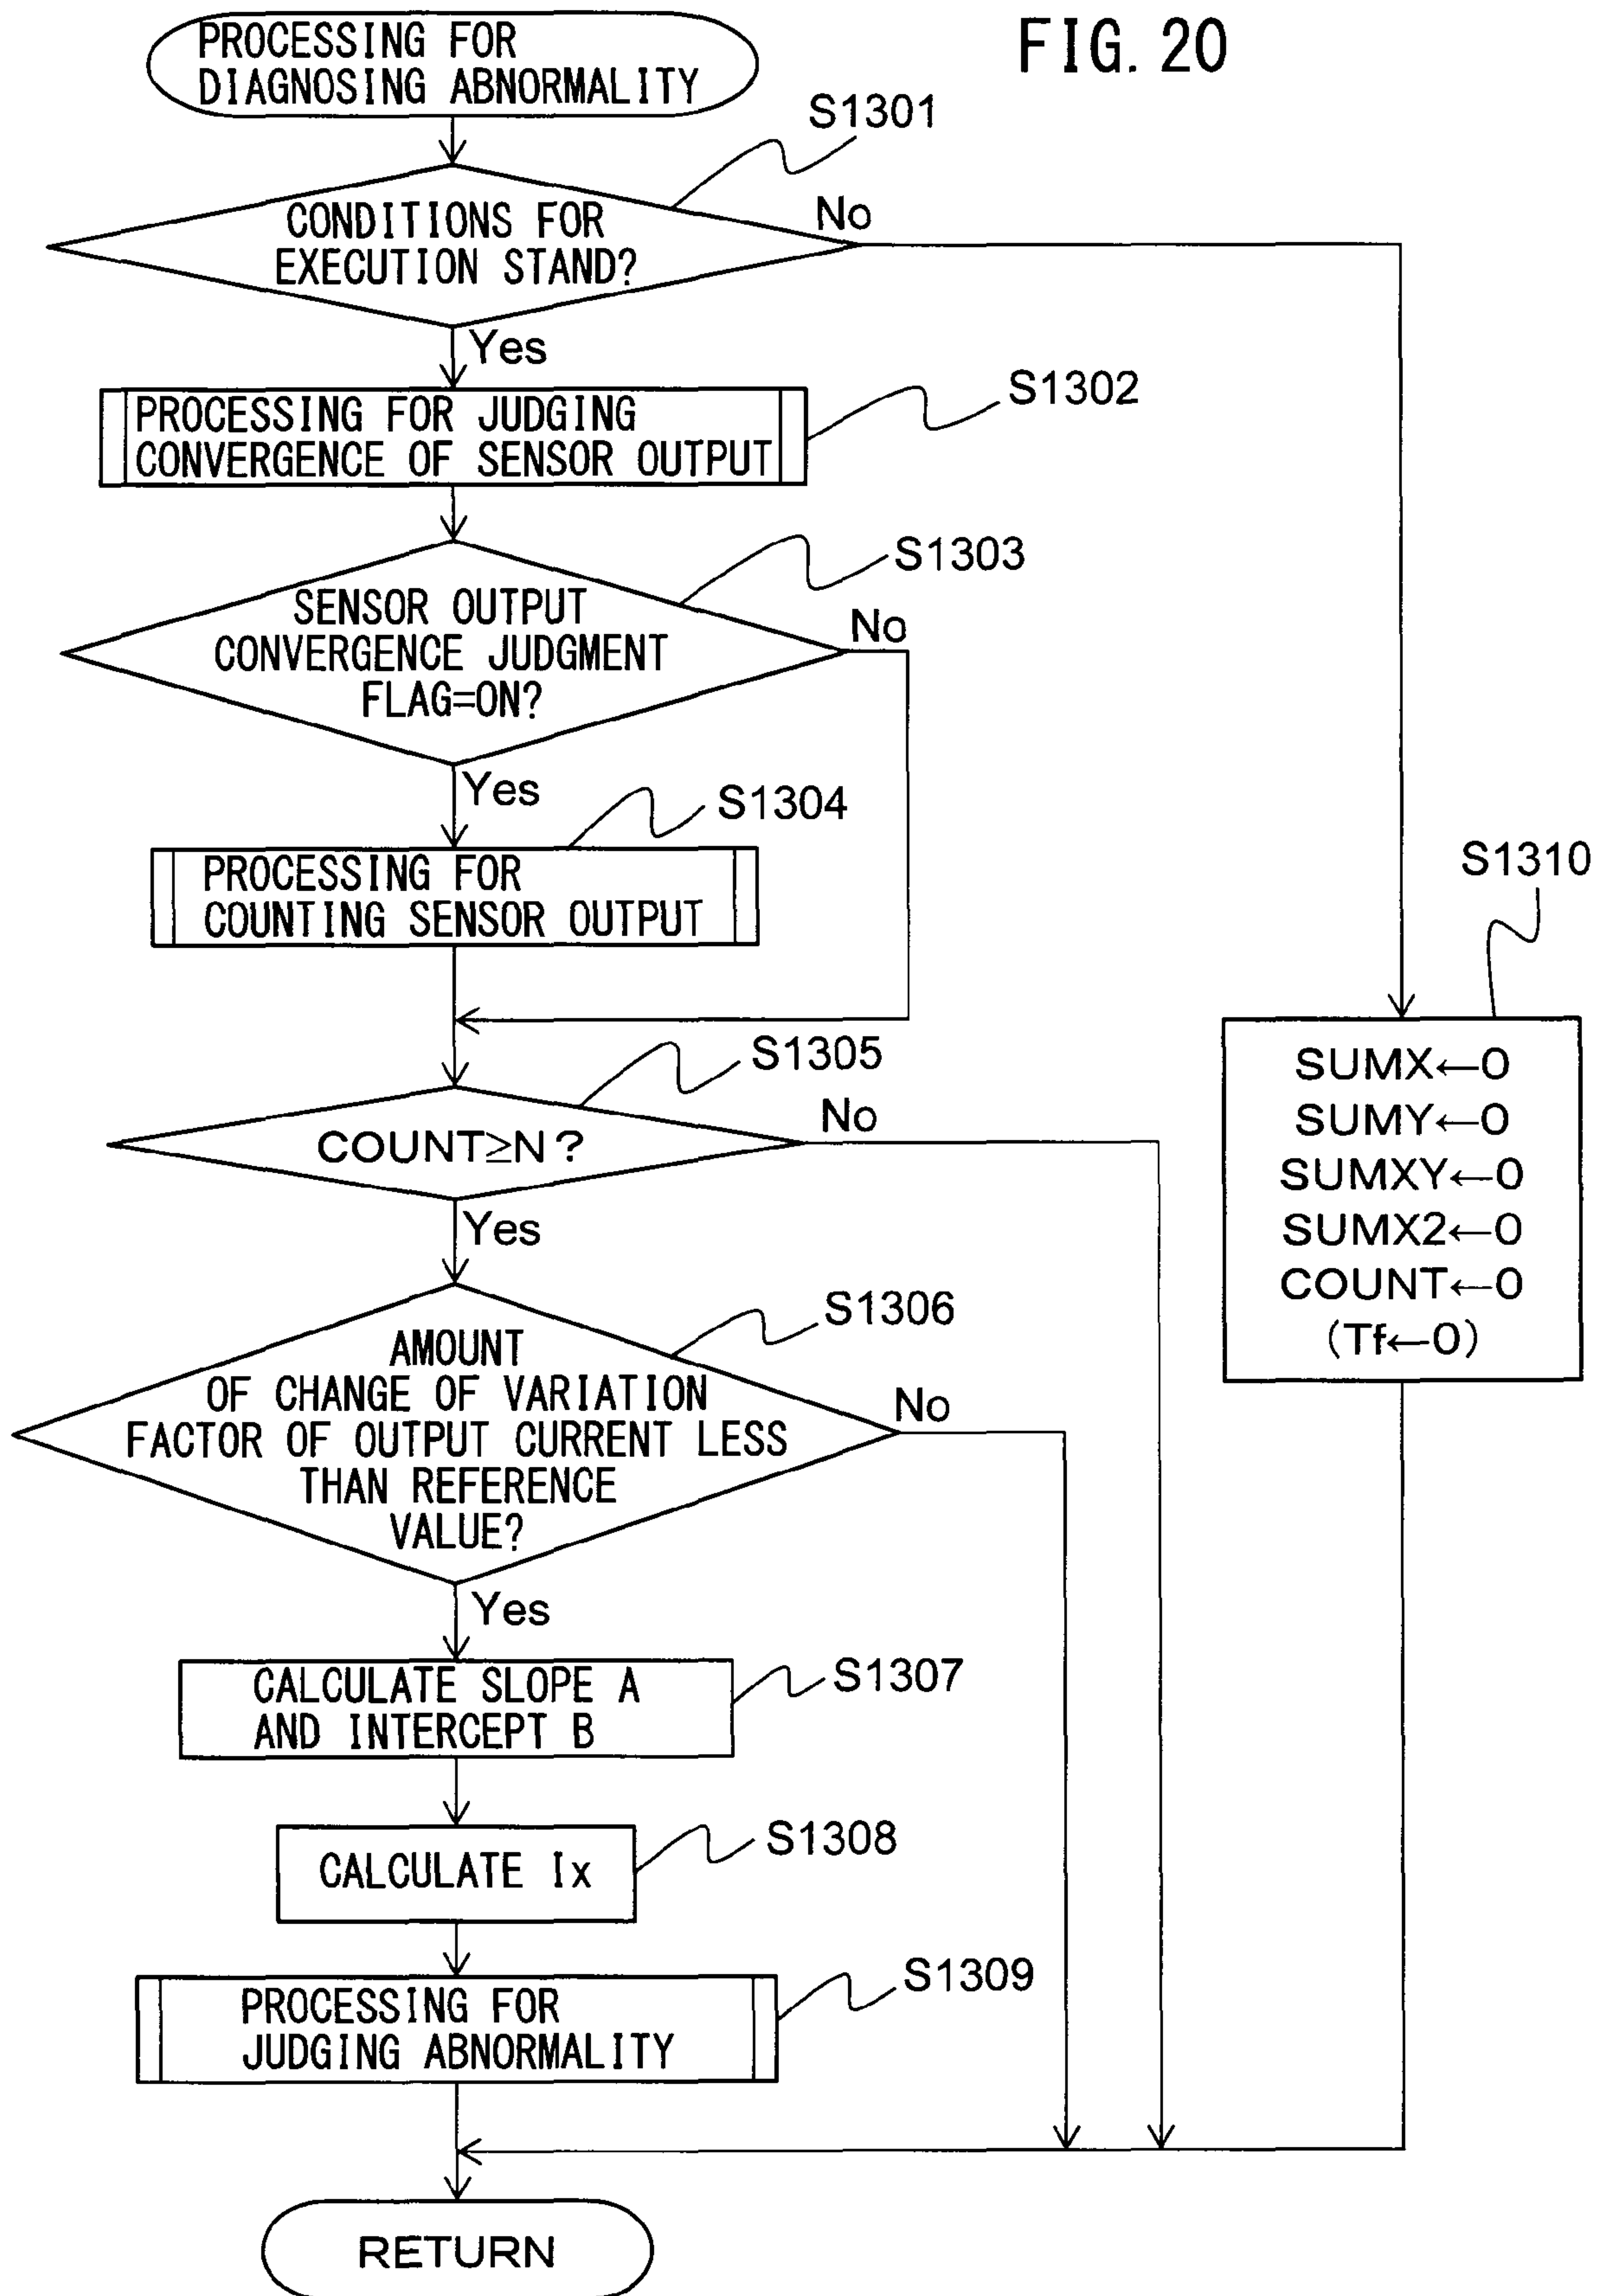 FIG. 20
PROCESSING FOR
DIAGNOSING ABNORMALITY
S1301
CONDITIONS FOR
EXECUTION STAND?
No
Yes
S1302
PROCESSING FOR JUDGING
CONVERGENCE OF SENSOR OUTPUT
S1303
SENSOR OUTPUT
CONVERGENCE JUDGMENT
FLAG=ON?
No
Yes
S1304
PROCESSING FOR
COUNTING SENSOR OUTPUT
S1305
COUNT≥N?
No
Yes
S1306
AMOUNT
OF CHANGE OF VARIATION
FACTOR OF OUTPUT CURRENT LESS
THAN REFERENCE
VALUE?
No
Yes
S1307
CALCULATE SLOPE A
AND INTERCEPT B
S1308
CALCULATE Ix
S1309
PROCESSING FOR
JUDGING ABNORMALITY
S1310
SUMX←0
SUMY←0
SUMXY←0
SUMX2←0
COUNT←0
(Tf←0)
RETURN